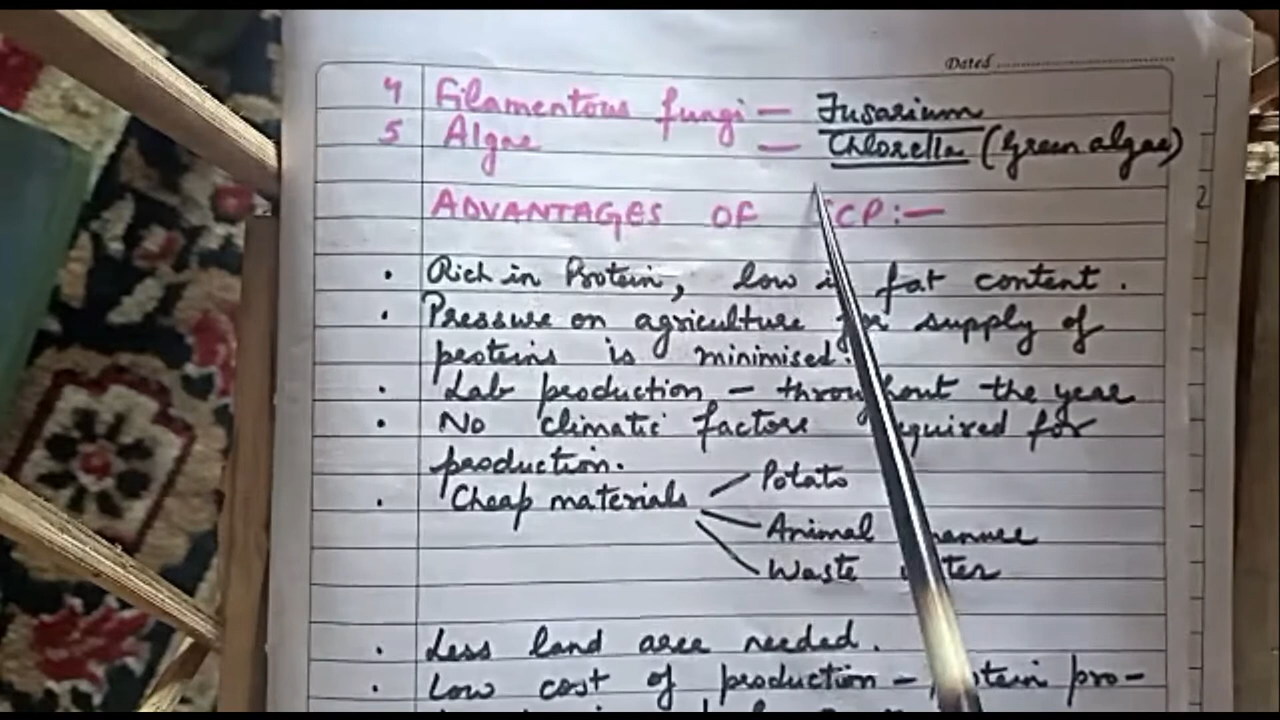 Dated
4 Filamentous fungi — Fusarium
5 Algae — Chlorella (Green algae)
2
ADVANTAGES OF SCP:—
• Rich in Protein, low in fat content.
• Pressure on agriculture for supply of
proteins is minimised.
• Lab production — throughout the year
• No climatic factors required for
production.
• Cheap materials
Potato
Animal manure
Waste water
• Less land area needed.
• Low cost of production — protein pro-